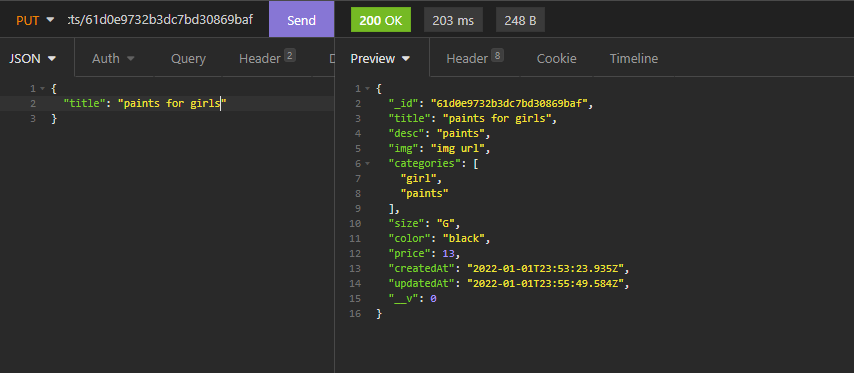 PUT :ts/61d0e9732b3dc7bd30869baf Send 200 OK 203 ms 248 B
JSON Auth Query Header 2 Preview Header 8 Cookie Timeline
1 {
2 "title": "paints for girls"
3 }
1 {
2 "_id": "61d0e9732b3dc7bd30869baf",
3 "title": "paints for girls",
4 "desc": "paints",
5 "img": "img url",
6 "categories": [
7 "girl",
8 "paints"
9 ],
10 "size": "G",
11 "color": "black",
12 "price": 13,
13 "createdAt": "2022-01-01T23:53:23.935Z",
14 "updatedAt": "2022-01-01T23:55:49.584Z",
15 "__v": 0
16 }